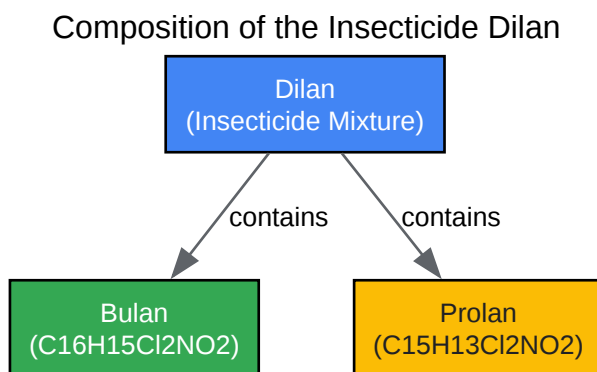 Composition of the Insecticide Dilan
Dilan
(Insecticide Mixture)
contains
contains
Bulan
(C16H15Cl2NO2)
Prolan
(C15H13Cl2NO2)